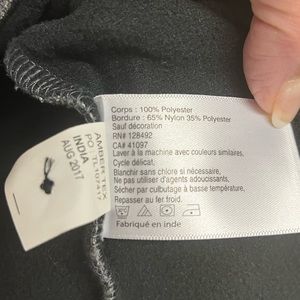 Corps : 100% Polyester
Bordure : 65% Nylon 35% Polyester
Sauf décoration
RN# 128492
CA# 41097
Laver à la machine avec couleurs similaires,
Cycle délicat.
Blanchir sans chlore si nécessaire.
Ne pas utiliser d'agents adoucissants.
Sécher par culbutage à basse température.
Repasser au fer froid.
Fabriqué en inde
AMBER TEX
PO
INDIA
AUG 2017